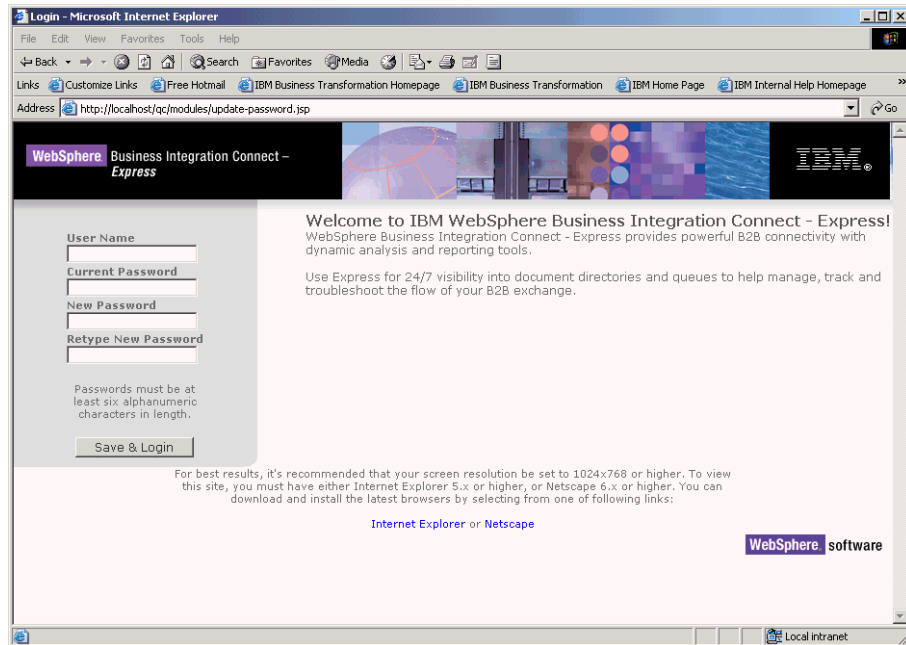 Login - Microsoft Internet Explorer
File Edit View Favorites Tools Help
Back Search Favorites Media
Links Customize Links Free Hotmail IBM Business Transformation Homepage IBM Business Transformation IBM Home Page IBM Internal Help Homepage »
Address http://localhost/qc/modules/update-password.jsp Go
WebSphere. Business Integration Connect –
Express
IBM®
Welcome to IBM WebSphere Business Integration Connect - Express!
WebSphere Business Integration Connect - Express provides powerful B2B connectivity with
dynamic analysis and reporting tools.
Use Express for 24/7 visibility into document directories and queues to help manage, track and
troubleshoot the flow of your B2B exchange.
User Name
Current Password
New Password
Retype New Password
Passwords must be at
least six alphanumeric
characters in length.
Save & Login
For best results, it's recommended that your screen resolution be set to 1024x768 or higher. To view
this site, you must have either Internet Explorer 5.x or higher, or Netscape 6.x or higher. You can
download and install the latest browsers by selecting from one of following links:
Internet Explorer or Netscape
WebSphere. software
Local intranet